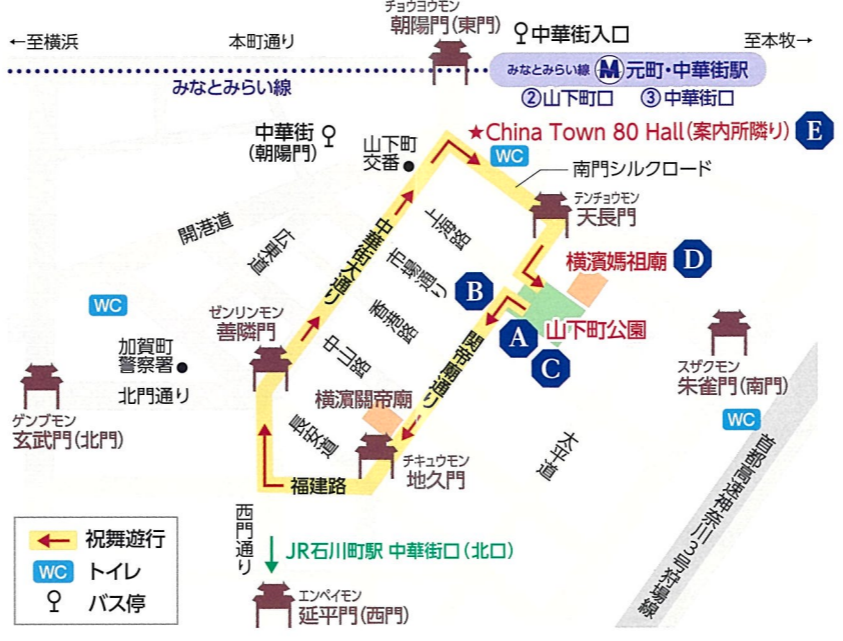 チョウヨウモン
朝陽門(東門)
中華街入口
←至横浜
本町通り
至本牧→
みなとみらい線 M 元町・中華街駅
みなとみらい線
②山下町口 ③中華街口
中華街
(朝陽門)
山下町
交番
★China Town 80 Hall(案内所隣り) E
WC
南門シルクロード
テンチョウモン
天長門
開港道
広東道
中華街大通り
上海路
市場通り
香港路
中山路
長安道
B
横濱媽祖廟 D
A
山下町公園
C
関帝廟通り
WC
ゼンリンモン
善隣門
加賀町
警察署
北門通り
ゲンブモン
玄武門(北門)
横濱關帝廟
チキュウモン
地久門
福建路
太平道
スザクモン
朱雀門(南門)
WC
首都高速神奈川3号狩場線
西門通り
JR石川町駅 中華街口(北口)
エンペイモン
延平門(西門)
祝舞遊行
WC トイレ
バス停